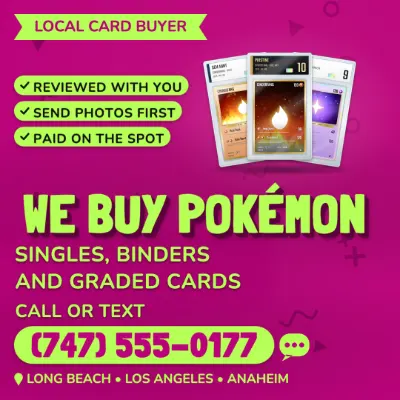 LOCAL CARD BUYER
REVIEWED WITH YOU
SEND PHOTOS FIRST
PAID ON THE SPOT
PRISTINE
10
9
WE BUY POKÉMON
SINGLES, BINDERS
AND GRADED CARDS
CALL OR TEXT
(747) 555-0177
LONG BEACH • LOS ANGELES • ANAHEIM